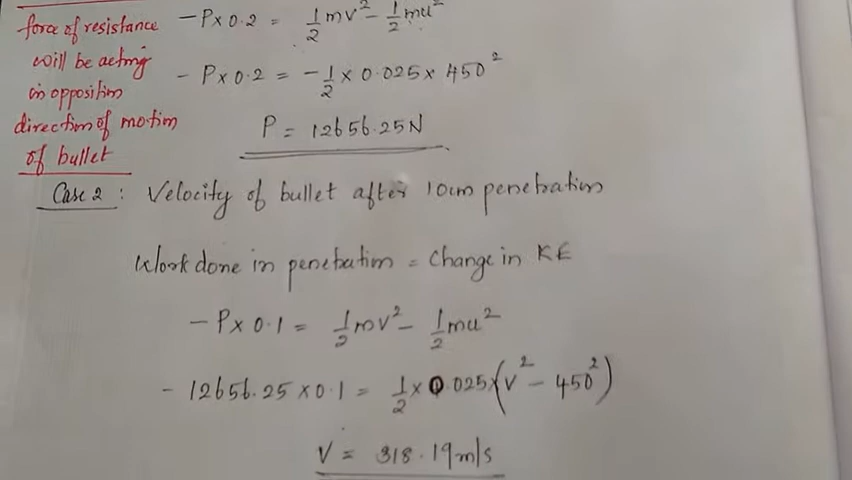 force of resistance
will be acting
in opposition
direction of motion
of bullet
-P×0.2 = 1/2 mv² - 1/2 mu²
- P×0.2 = - 1/2 × 0.025 × 450²
P = 12656.25N
Case 2 : Velocity of bullet after 10cm penetration
Work done in penetration = Change in KE
-P×0.1 = 1/2 mv² - 1/2 mu²
- 12656.25×0.1 = 1/2 × 0.025×(v² - 450²)
V = 318.19m/s